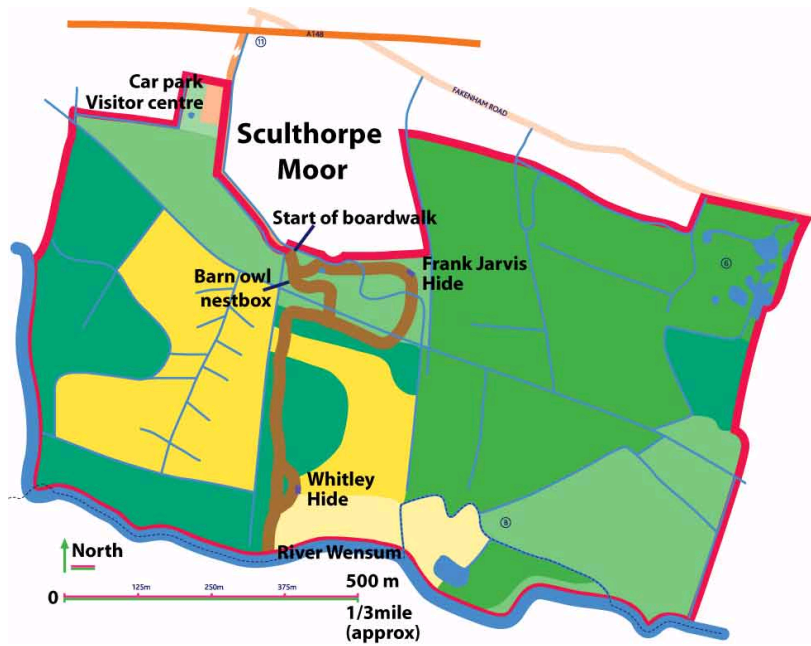 A148
11
FAKENHAM ROAD
Car park
Visitor centre
Sculthorpe
Moor
Start of boardwalk
Barn owl
nestbox
Frank Jarvis
Hide
6
Whitley
Hide
8
River Wensum
North
0
125m
250m
375m
500 m
1/3mile
(approx)